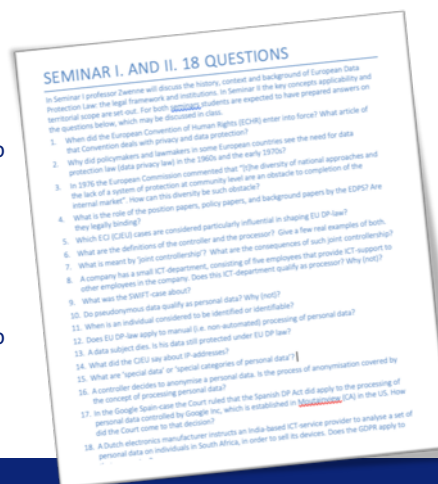 SEMINAR I. AND II. 18 QUESTIONS
In Seminar I professor Zwenne will discuss the history, context and background of European Data
Protection Law: the legal framework and institutions. In Seminar II the key concepts applicability and
territorial scope are set out. For both seminars students are expected to have prepared answers on
the questions below, which may be discussed in class.
1. When did the European Convention of Human Rights (ECHR) enter into force? What article of
that Convention deals with privacy and data protection?
2. Why did policymakers and lawmakers in some European countries see the need for data
protection law (data privacy law) in the 1960s and the early 1970s?
3. In 1976 the European Commission commented that "[t]he diversity of national approaches and
the lack of a system of protection at community level are an obstacle to completion of the
internal market". How can this diversity be such obstacle?
4. What is the role of the position papers, policy papers, and background papers by the EDPS? Are
they legally binding?
5. Which ECJ (CJEU) cases are considered particularly influential in shaping EU DP-law?
6. What are the definitions of the controller and the processor? Give a few real examples of both.
7. What is meant by 'joint controllership'? What are the consequences of such joint controllership?
8. A company has a small ICT-department, consisting of five employees that provide ICT-support to
other employees in the company. Does this ICT-department qualify as processor? Why (not)?
9. What was the SWIFT-case about?
10. Do pseudonymous data qualify as personal data? Why (not)?
11. When is an individual considered to be identified or identifiable?
12. Does EU DP-law apply to manual (i.e. non-automated) processing of personal data?
13. A data subject dies. Is his data still protected under EU DP law?
14. What did the CJEU say about IP-addresses?
15. What are 'special data' or 'special categories of personal data'?
16. A controller decides to anonymise a personal data. Is the process of anonymisation covered by
the concept of processing personal data?
17. In the Google Spain-case the Court ruled that the Spanish DP Act did apply to the processing of
personal data controlled by Google Inc, which is established in Moutainview (CA) in the US. How
did the Court come to that decision?
18. A Dutch electronics manufacturer instructs an India-based ICT-service provider to analyse a set of
personal data on individuals in South Africa, in order to sell its devices. Does the GDPR apply to